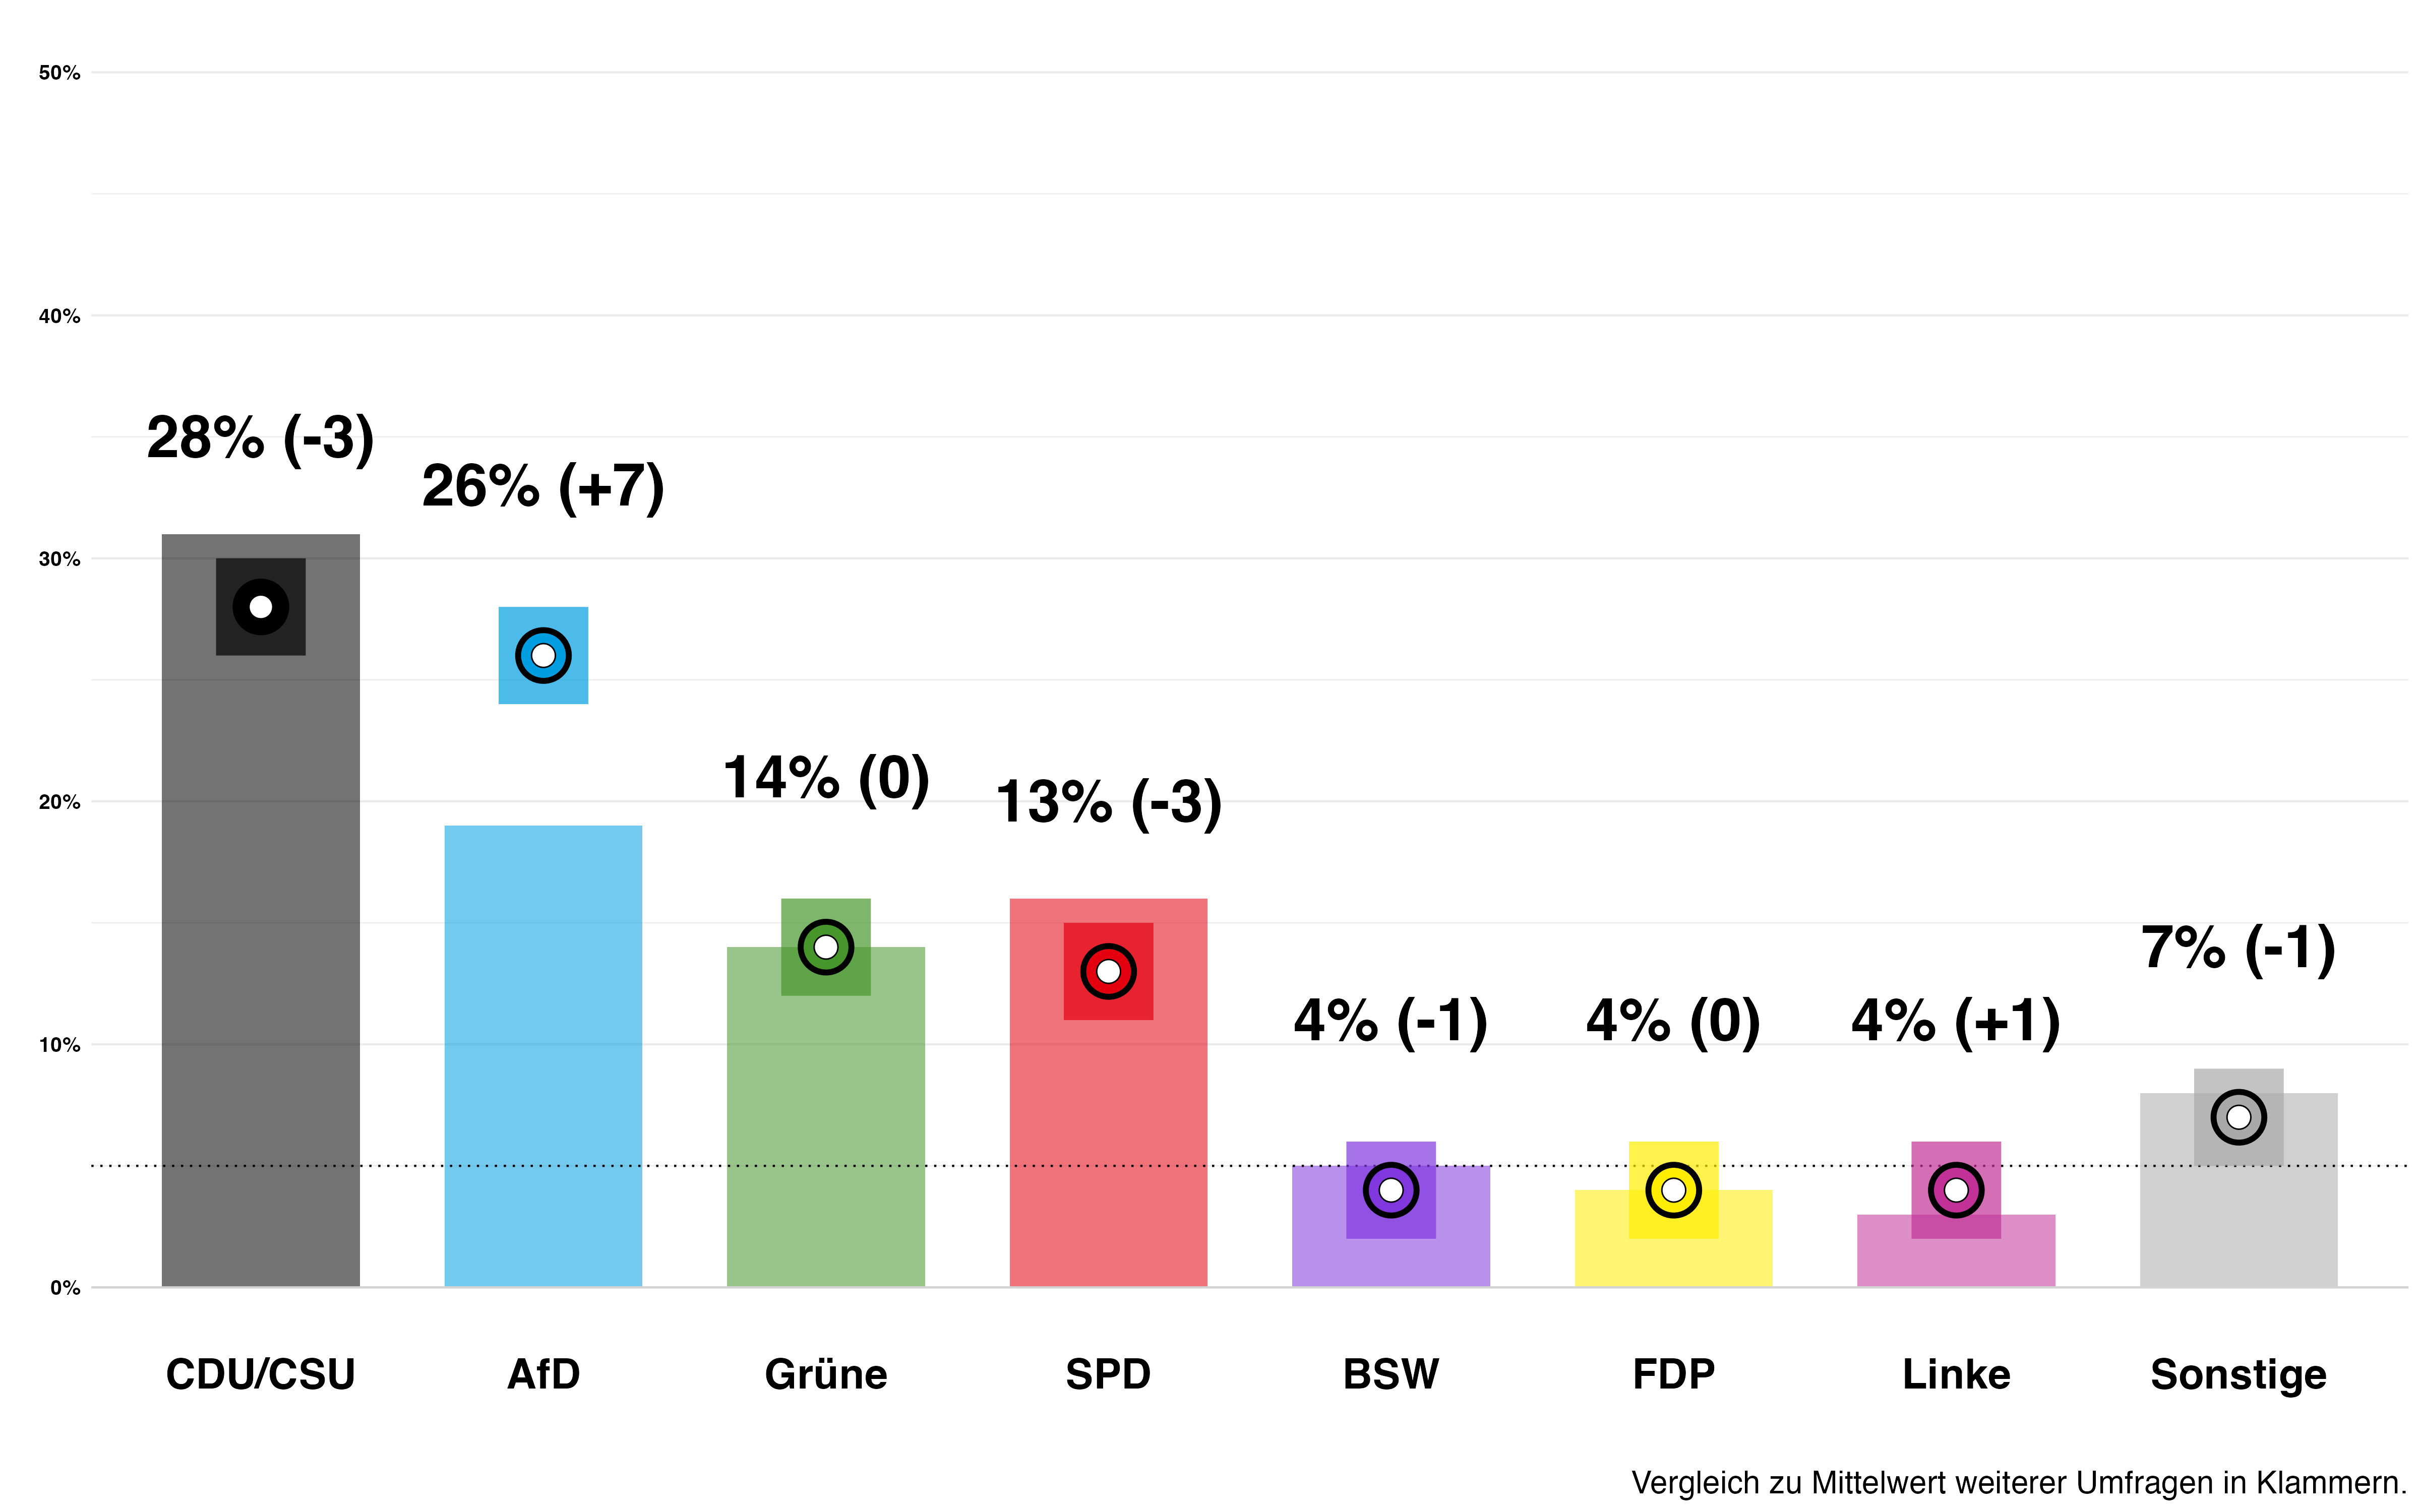 50%
40%
30%
20%
10%
0%
28% (-3)
26% (+7)
14% (0)
13% (-3)
4% (-1)
4% (0)
4% (+1)
7% (-1)
CDU/CSU
AfD
Grüne
SPD
BSW
FDP
Linke
Sonstige
Vergleich zu Mittelwert weiterer Umfragen in Klammern.